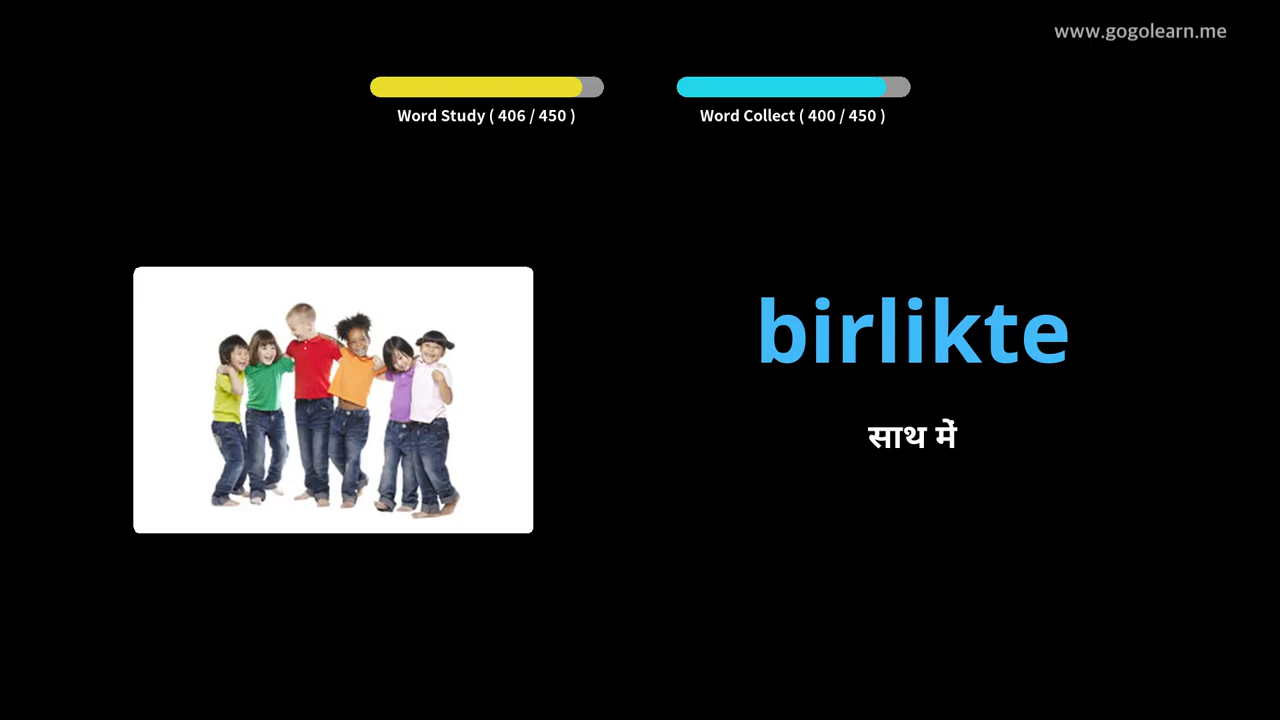 www.gogolearn.me
Word Study ( 406 / 450 )
Word Collect ( 400 / 450 )
birlikte
साथ में